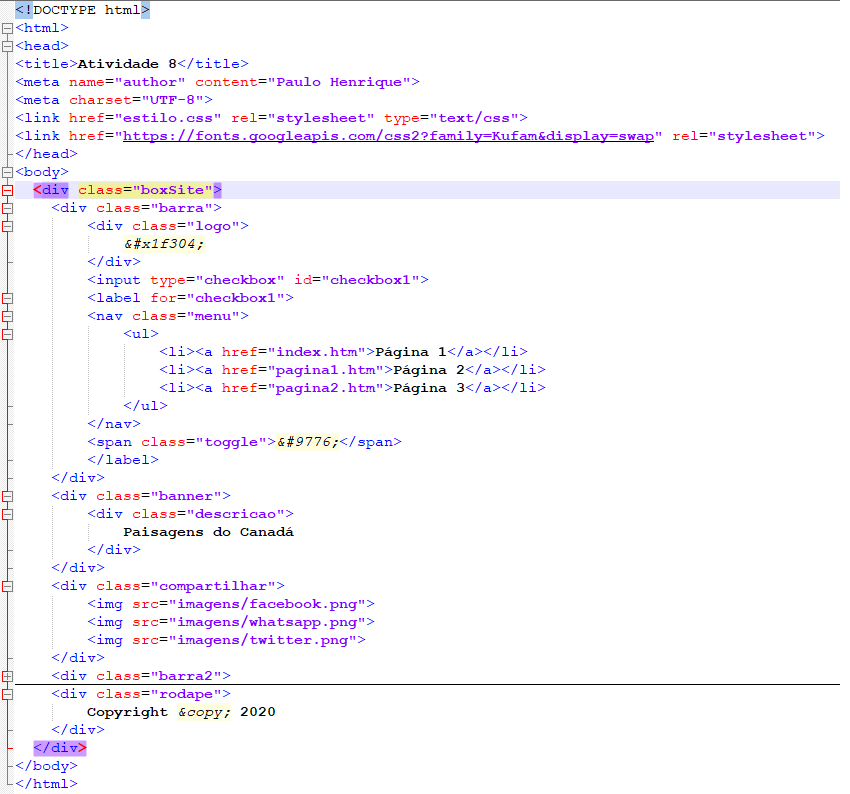 <!DOCTYPE html>
<html>
<head>
<title>Atividade 8</title>
<meta name="author" content="Paulo Henrique">
<meta charset="UTF-8">
<link href="estilo.css" rel="stylesheet" type="text/css">
<link href="https://fonts.googleapis.com/css2?family=Kufam&display=swap" rel="stylesheet">
</head>
<body>
<div class="boxSite">
<div class="barra">
<div class="logo">
&#x1f304;
</div>
<input type="checkbox" id="checkbox1">
<label for="checkbox1">
<nav class="menu">
<ul>
<li><a href="index.htm">Página 1</a></li>
<li><a href="pagina1.htm">Página 2</a></li>
<li><a href="pagina2.htm">Página 3</a></li>
</ul>
</nav>
<span class="toggle">&#9776;</span>
</label>
</div>
<div class="banner">
<div class="descricao">
Paisagens do Canadá
</div>
</div>
<div class="compartilhar">
<img src="imagens/facebook.png">
<img src="imagens/whatsapp.png">
<img src="imagens/twitter.png">
</div>
<div class="barra2">
<div class="rodape">
Copyright &copy; 2020
</div>
</div>
</body>
</html>